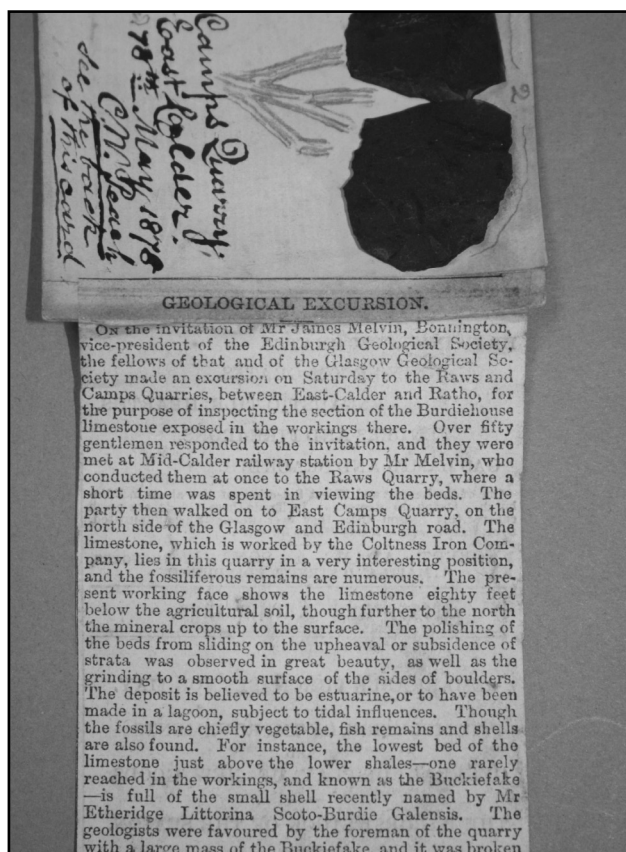 Camps Quarry,
East Calder.
28th May 1878
C. W. Peach
see the back
of this card
GEOLOGICAL EXCURSION.
ON the invitation of Mr James Melvin, Bonnington,
vice-president of the Edinburgh Geological Society,
the fellows of that and of the Glasgow Geological So-
ciety made an excursion on Saturday to the Raws and
Camps Quarries, between East-Calder and Ratho, for
the purpose of inspecting the section of the Burdiehouse
limestone exposed in the workings there. Over fifty
gentlemen responded to the invitation, and they were
met at Mid-Calder railway station by Mr Melvin, who
conducted them at once to the Raws Quarry, where a
short time was spent in viewing the beds. The
party then walked on to East Camps Quarry, on the
north side of the Glasgow and Edinburgh road. The
limestone, which is worked by the Coltness Iron Com-
pany, lies in this quarry in a very interesting position,
and the fossiliferous remains are numerous. The pre-
sent working face shows the limestone eighty feet
below the agricultural soil, though further to the north
the mineral crops up to the surface. The polishing of
the beds from sliding on the upheaval or subsidence of
strata was observed in great beauty, as well as the
grinding to a smooth surface of the sides of boulders.
The deposit is believed to be estuarine, or to have been
made in a lagoon, subject to tidal influences. Though
the fossils are chiefly vegetable, fish remains and shells
are also found. For instance, the lowest bed of the
limestone just above the lower shales—one rarely
reached in the workings, and known as the Buckiefake
—is full of the small shell recently named by Mr
Etheridge Littorina Scoto-Burdie Galensis. The
geologists were favoured by the foreman of the quarry
with a large mass of the Buckiefake, and it was broken